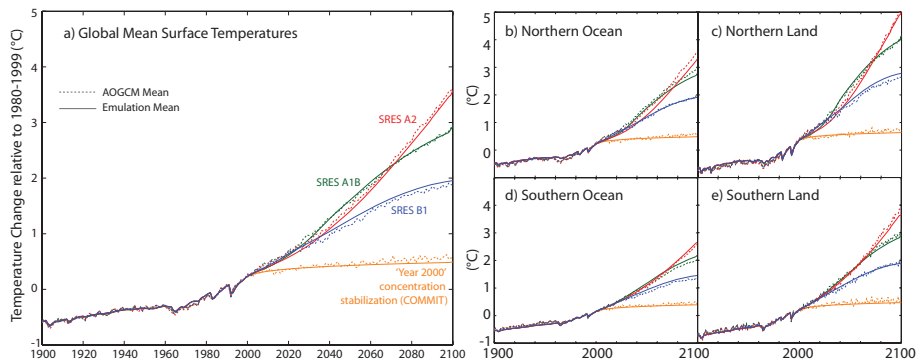 a) Global Mean Surface Temperatures
AOGCM Mean
Emulation Mean
SRES A2
SRES A1B
SRES B1
'Year 2000'
concentration
stabilization (COMMIT)
Temperature Change relative to 1980-1999 (°C)
5
4
3
2
1
0
-1
1900 1920 1940 1960 1980 2000 2020 2040 2060 2080 2100
b) Northern Ocean
c) Northern Land
(°C)
5
4
3
2
1
0
d) Southern Ocean
e) Southern Land
(°C)
4
3
2
1
0
-1
1900 2000 2100
2000 2100